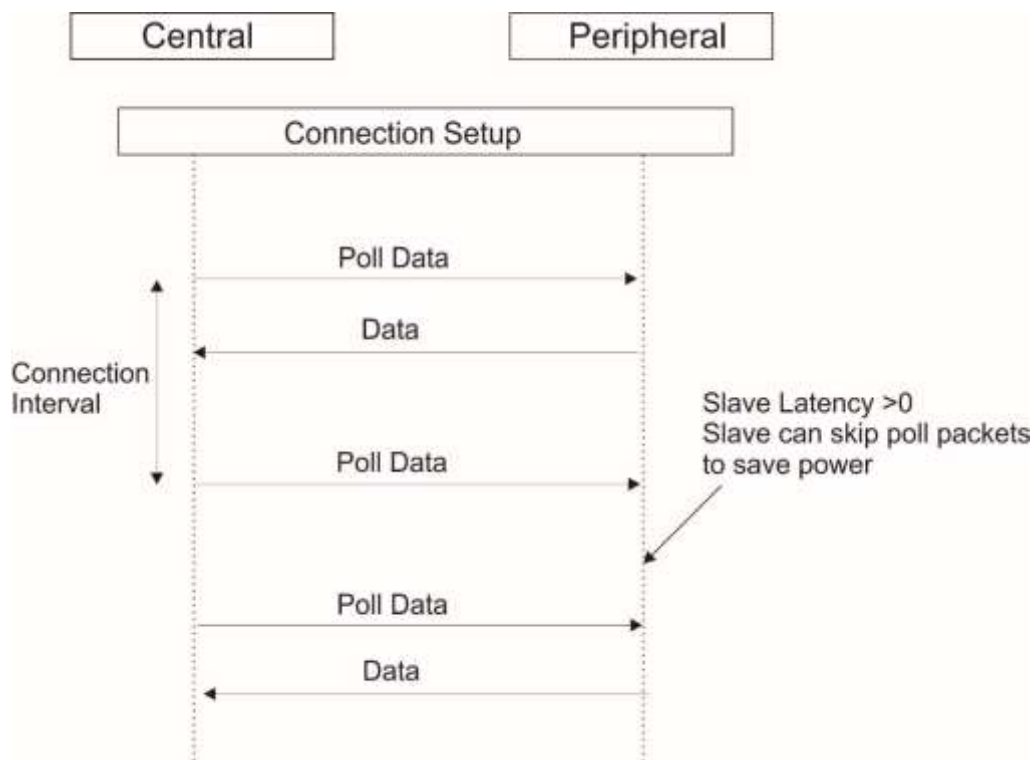 Central
Peripheral
Connection Setup
Poll Data
Data
Connection
Interval
Slave Latency >0
Slave can skip poll packets
to save power
Poll Data
Poll Data
Data